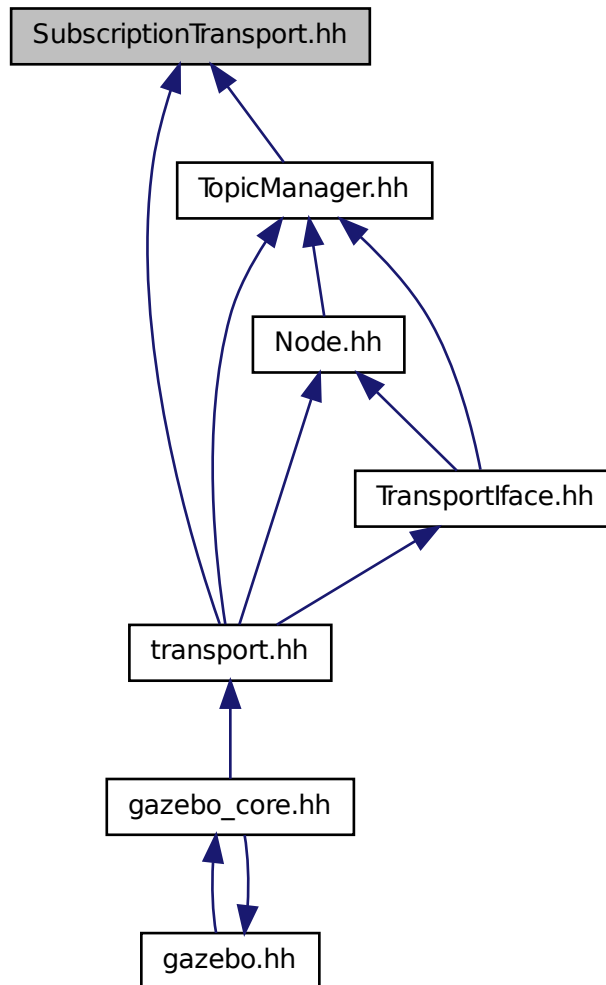 SubscriptionTransport.hh
TopicManager.hh
Node.hh
TransportIface.hh
transport.hh
gazebo_core.hh
gazebo.hh